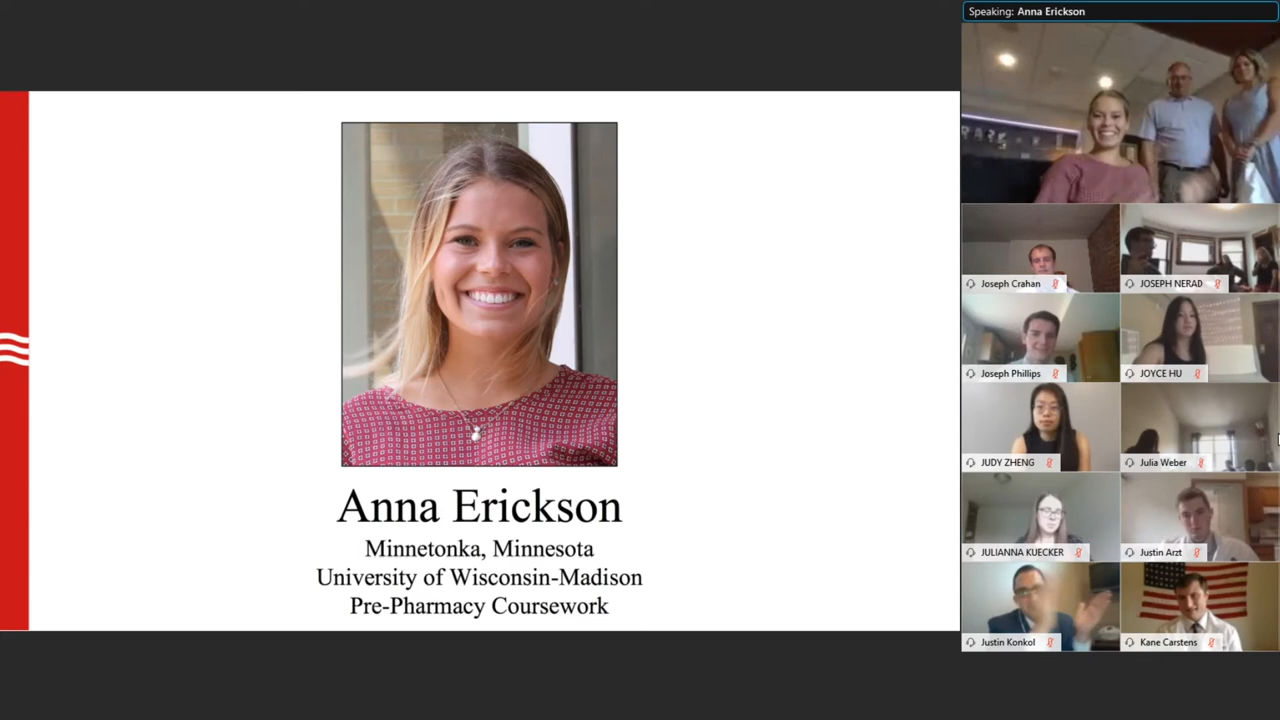 Speaking: Anna Erickson
Anna Erickson
Minnetonka, Minnesota
University of Wisconsin-Madison
Pre-Pharmacy Coursework
Joseph Crahan
JOSEPH NERAD
Joseph Phillips
JOYCE HU
JUDY ZHENG
Julia Weber
JULIANNA KUECKER
Justin Arzt
Justin Konkol
Kane Carstens